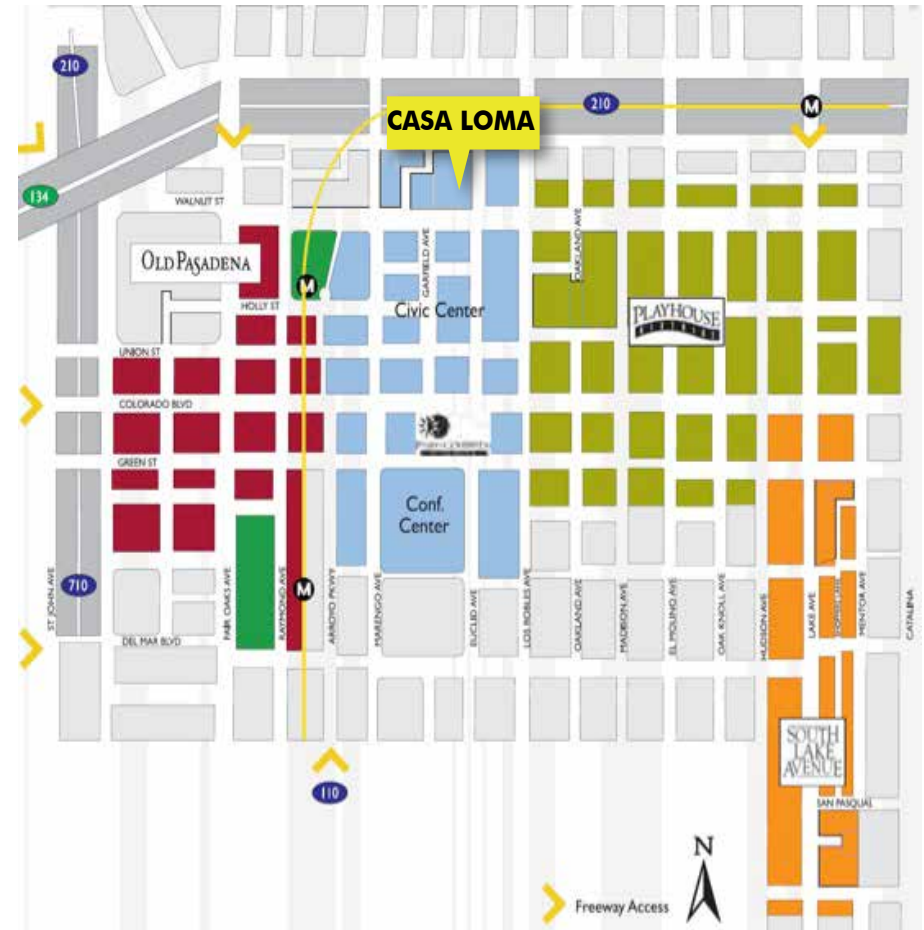 210
CASA LOMA
210
M
134
WALNUT ST
OLD PASADENA
GARFIELD AVE
OAKLAND AVE
M
HOLLY ST
Civic Center
PLAYHOUSE
UNION ST
COLORADO BLVD
GREEN ST
Conf.
Center
710
M
ST. JOHN AVE
FAIR OAKS AVE
RAYMOND AVE
ARROYO PKWY
MARENGO AVE
EUCLID AVE
LOS ROBLES AVE
OAKLAND AVE
MADISON AVE
EL MOLINO AVE
OAK KNOLL AVE
HUDSON AVE
LAKE AVE
MENTOR AVE
CATALINA
DEL MAR BLVD
SOUTH
LAKE
AVENUE
110
SAN PASQUAL
N
Freeway Access